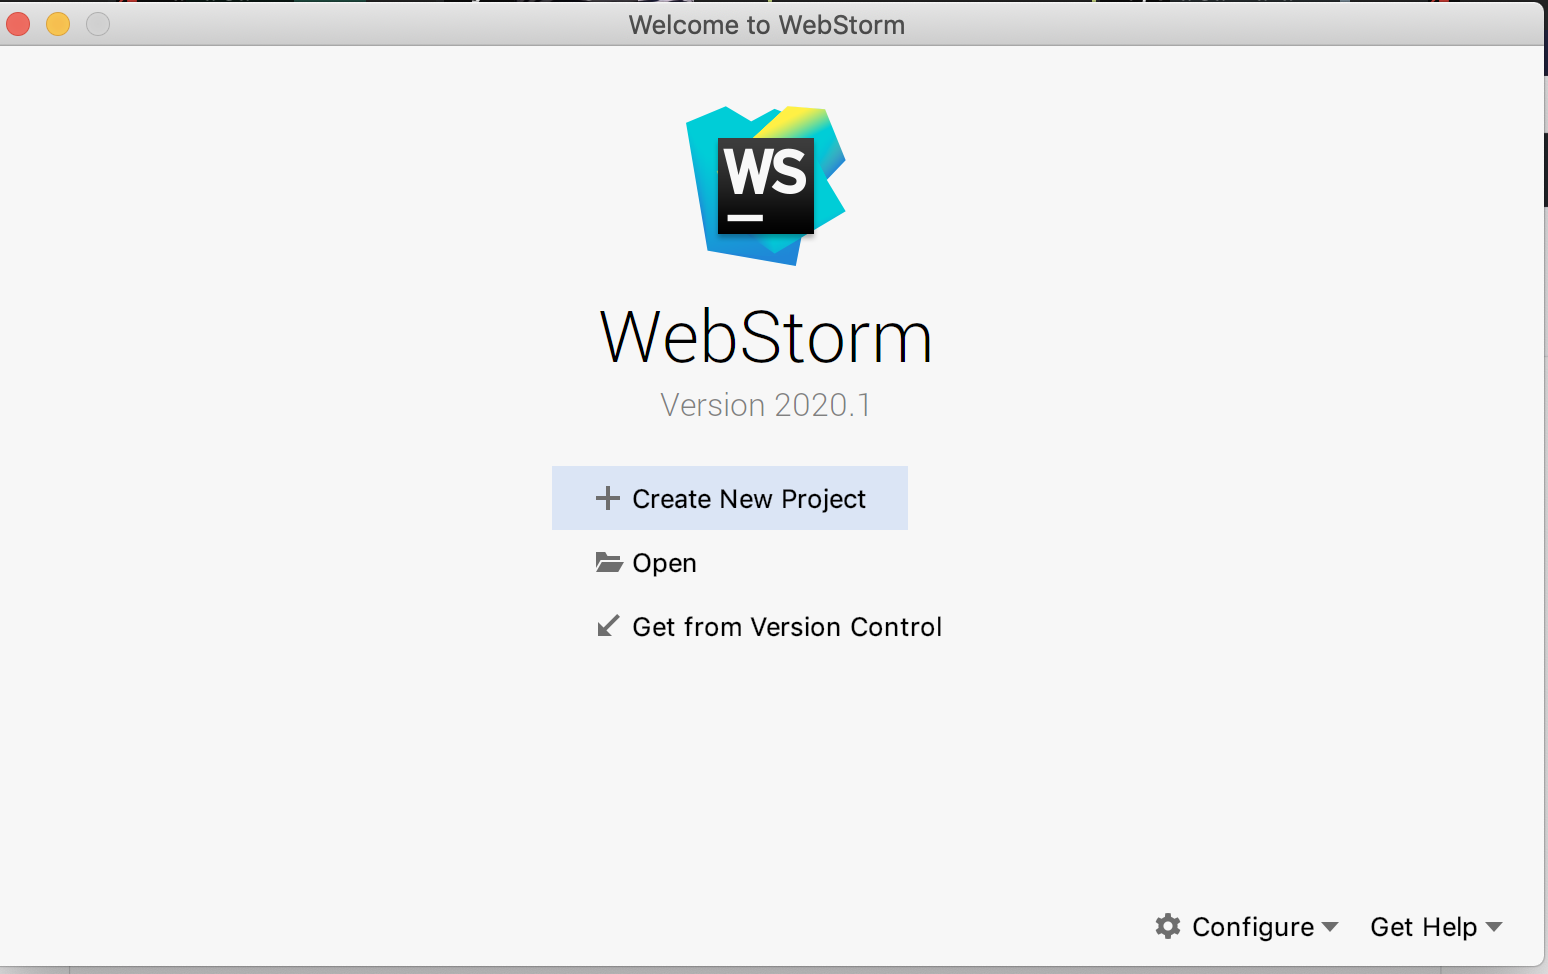 Welcome to WebStorm
WS
WebStorm
Version 2020.1
Create New Project
Open
Get from Version Control
Configure
Get Help